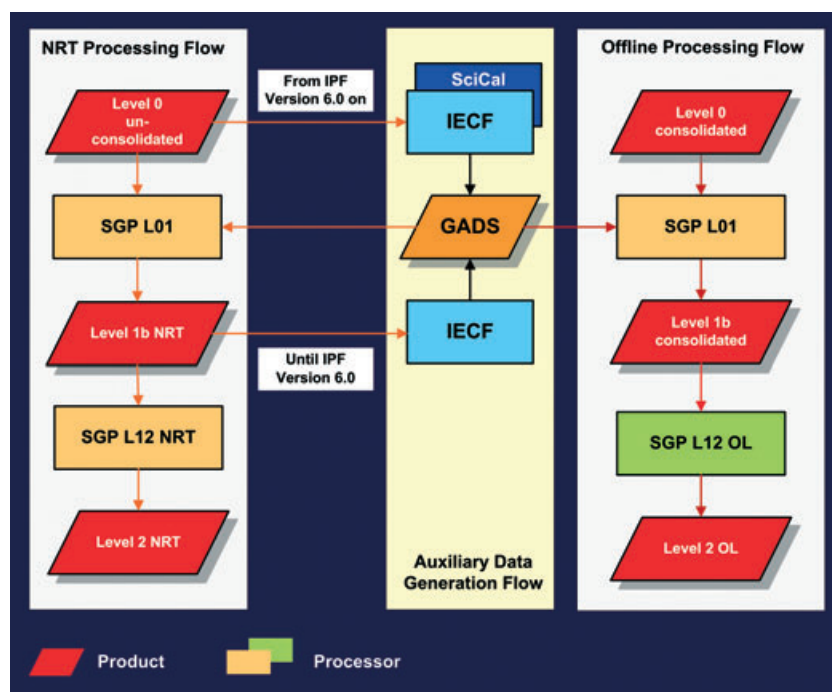 NRT Processing Flow
Level 0
un-
consolidated
SGP L01
Level 1b NRT
SGP L12 NRT
Level 2 NRT
From IPF
Version 6.0 on
Until IPF
Version 6.0
SciCal
IECF
GADS
IECF
Auxiliary Data
Generation Flow
Offline Processing Flow
Level 0
consolidated
SGP L01
Level 1b
consolidated
SGP L12 OL
Level 2 OL
Product
Processor